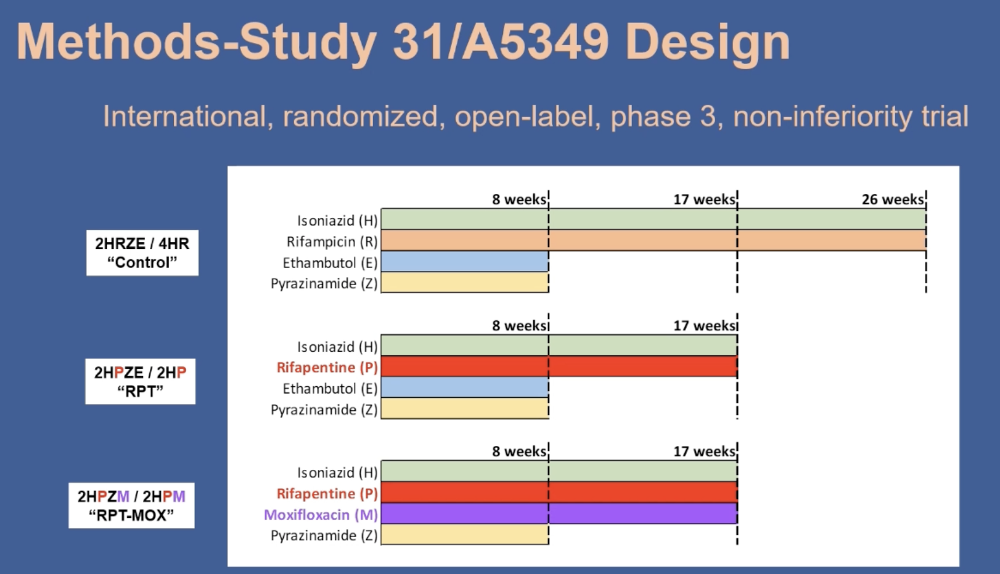 Methods-Study 31/A5349 Design
International, randomized, open-label, phase 3, non-inferiority trial
2HRZE / 4HR
“Control”
8 weeks
17 weeks
26 weeks
Isoniazid (H)
Rifampicin (R)
Ethambutol (E)
Pyrazinamide (Z)
2HPZE / 2HP
“RPT”
8 weeks
17 weeks
Isoniazid (H)
Rifapentine (P)
Ethambutol (E)
Pyrazinamide (Z)
2HPZM / 2HPM
“RPT-MOX”
8 weeks
17 weeks
Isoniazid (H)
Rifapentine (P)
Moxifloxacin (M)
Pyrazinamide (Z)